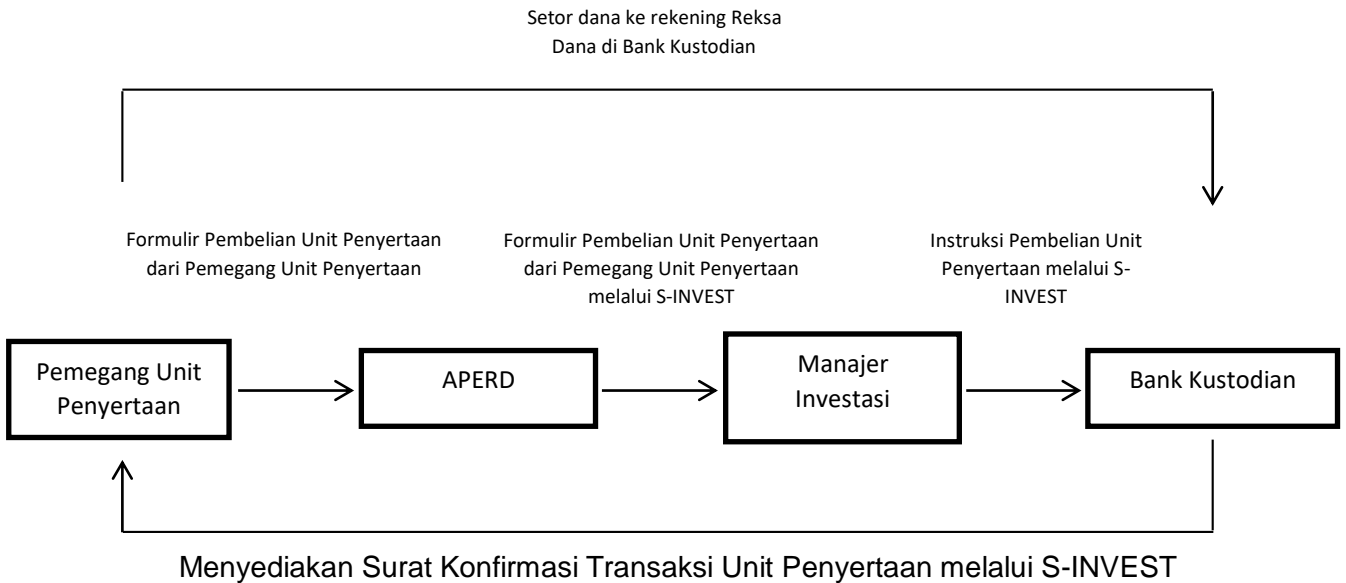 Setor dana ke rekening Reksa
Dana di Bank Kustodian
Formulir Pembelian Unit Penyertaan
dari Pemegang Unit Penyertaan
Formulir Pembelian Unit Penyertaan
dari Pemegang Unit Penyertaan
melalui S-INVEST
Instruksi Pembelian Unit
Penyertaan melalui S-
INVEST
Pemegang Unit
Penyertaan
APERD
Manajer
Investasi
Bank Kustodian
Menyediakan Surat Konfirmasi Transaksi Unit Penyertaan melalui S-INVEST